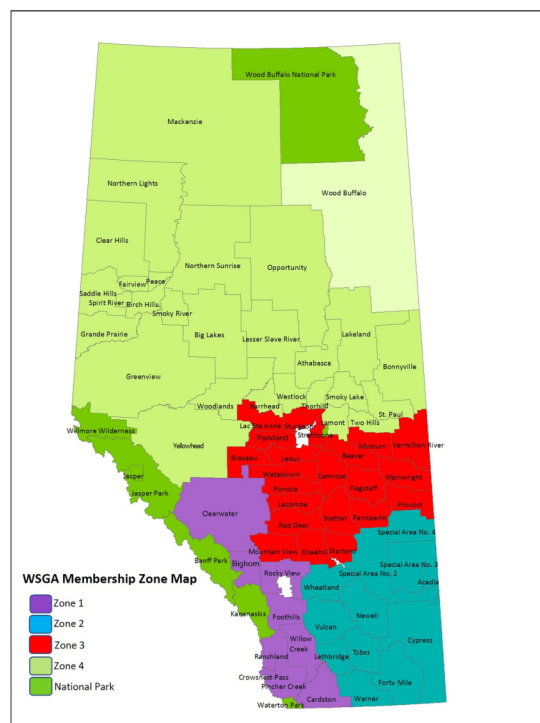 Wood Buffalo National Park
Mackenzie
Northern Lights
Wood Buffalo
Clear Hills
Northern Sunrise
Opportunity
Fairview
Peace
Saddle Hills
Spirit River
Birch Hills
Smoky River
Grande Prairie
Big Lakes
Lesser Slave River
Lakeland
Athabasca
Bonnyville
Greenview
Westlock
Smoky Lake
Woodlands
Barrhead
Thorhild
St. Paul
Lac Ste Anne
Sturgeon
Lamont
Two Hills
Willmore Wilderness
Parkland
Strathcona
Yellowhead
Minburn
Vermillion River
Brazeau
Leduc
Beaver
Jasper
Wetaskiwin
Camrose
Wainwright
Jasper Park
Ponoka
Flagstaff
Clearwater
Lacombe
Provost
Stettler
Paintearth
Red Deer
Special Area No. 4
Mountain View
Kneehill
Starland
Banff Park
Bighorn
Special Area No. 3
Rocky View
Special Area No. 2
Acadia
WSGA Membership Zone Map
Wheatland
Zone 1
Kananaskis
Foothills
Newell
Zone 2
Vulcan
Willow
Creek
Cypress
Zone 3
Ranchland
Lethbridge
Taber
Zone 4
Crowsnest Pass
Pincher Creek
Forty Mile
National Park
Cardston
Warner
Waterton Park